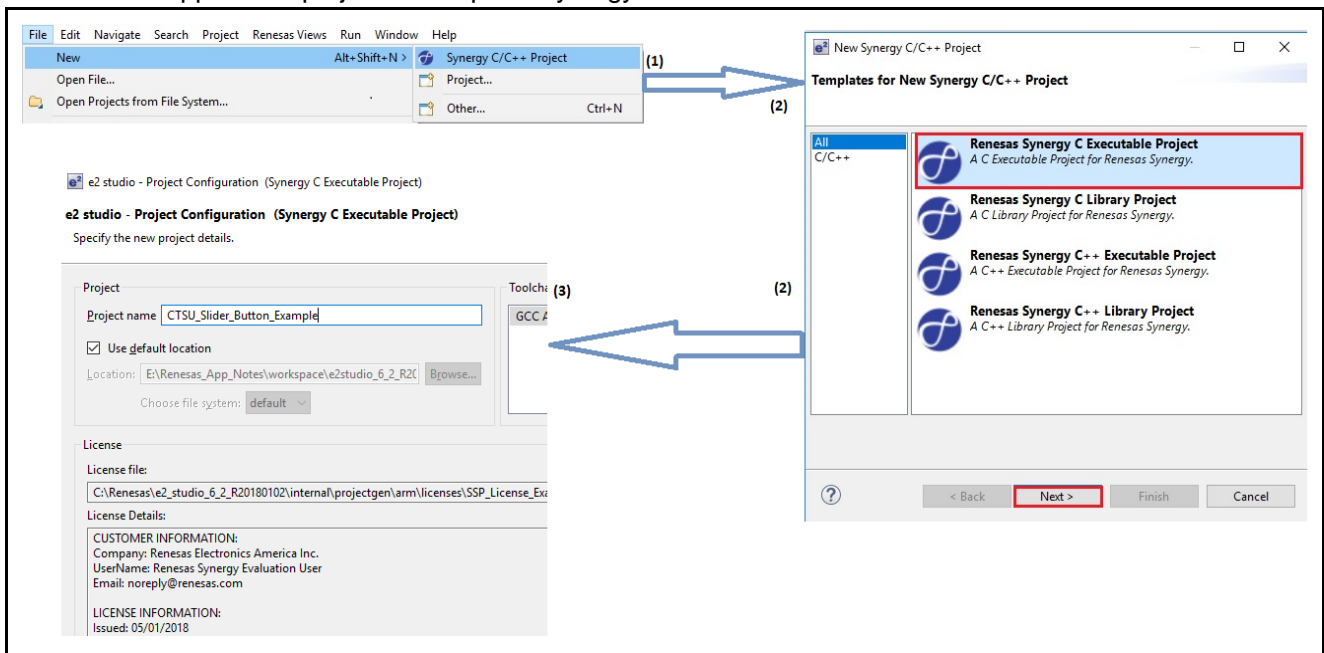 File Edit Navigate Search Project Renesas Views Run Window Help
New Alt+Shift+N >
Open File...
Open Projects from File System...
Synergy C/C++ Project
Project...
Other... Ctrl+N
(1)
(2)
New Synergy C/C++ Project
Templates for New Synergy C/C++ Project
All
C/C++
Renesas Synergy C Executable Project
A C Executable Project for Renesas Synergy.
Renesas Synergy C Library Project
A C Library Project for Renesas Synergy.
Renesas Synergy C++ Executable Project
A C++ Executable Project for Renesas Synergy.
Renesas Synergy C++ Library Project
A C++ Library Project for Renesas Synergy.
< Back Next > Finish Cancel
(2)
e2 studio - Project Configuration (Synergy C Executable Project)
e2 studio - Project Configuration (Synergy C Executable Project)
Specify the new project details.
Project
Project name CTSU_Slider_Button_Example
Use default location
Location: E:\Renesas_App_Notes\workspace\e2studio_6_2_R20 Browse...
Choose file system: default
Toolcha
(3)
GCC A
License
License file:
C:\Renesas\e2_studio_6_2_R20180102\internal\projectgen\arm\licenses\SSP_License_Exa
License Details:
CUSTOMER INFORMATION:
Company: Renesas Electronics America Inc.
UserName: Renesas Synergy Evaluation User
Email: noreply@renesas.com
LICENSE INFORMATION:
Issued: 05/01/2018